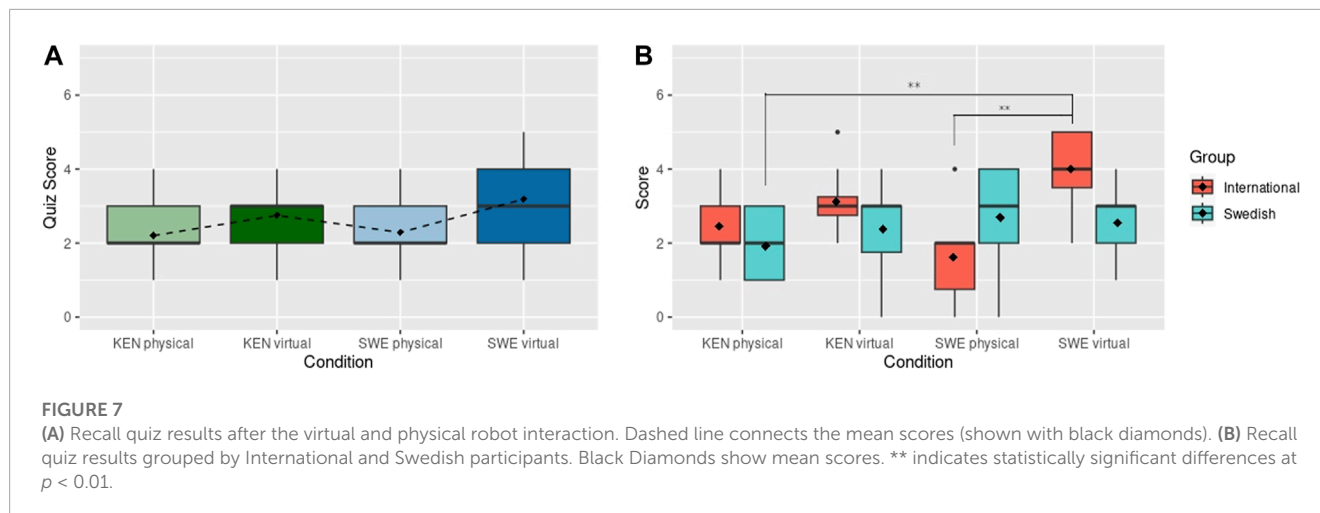 A
Quiz Score
6
4
2
0
KEN physical KEN virtual SWE physical SWE virtual
Condition
B
Score
6
4
2
0
**
**
KEN physical KEN virtual SWE physical SWE virtual
Condition
Group
International
Swedish
FIGURE 7
(A) Recall quiz results after the virtual and physical robot interaction. Dashed line connects the mean scores (shown with black diamonds). (B) Recall
quiz results grouped by International and Swedish participants. Black Diamonds show mean scores. ** indicates statistically significant differences at
p < 0.01.